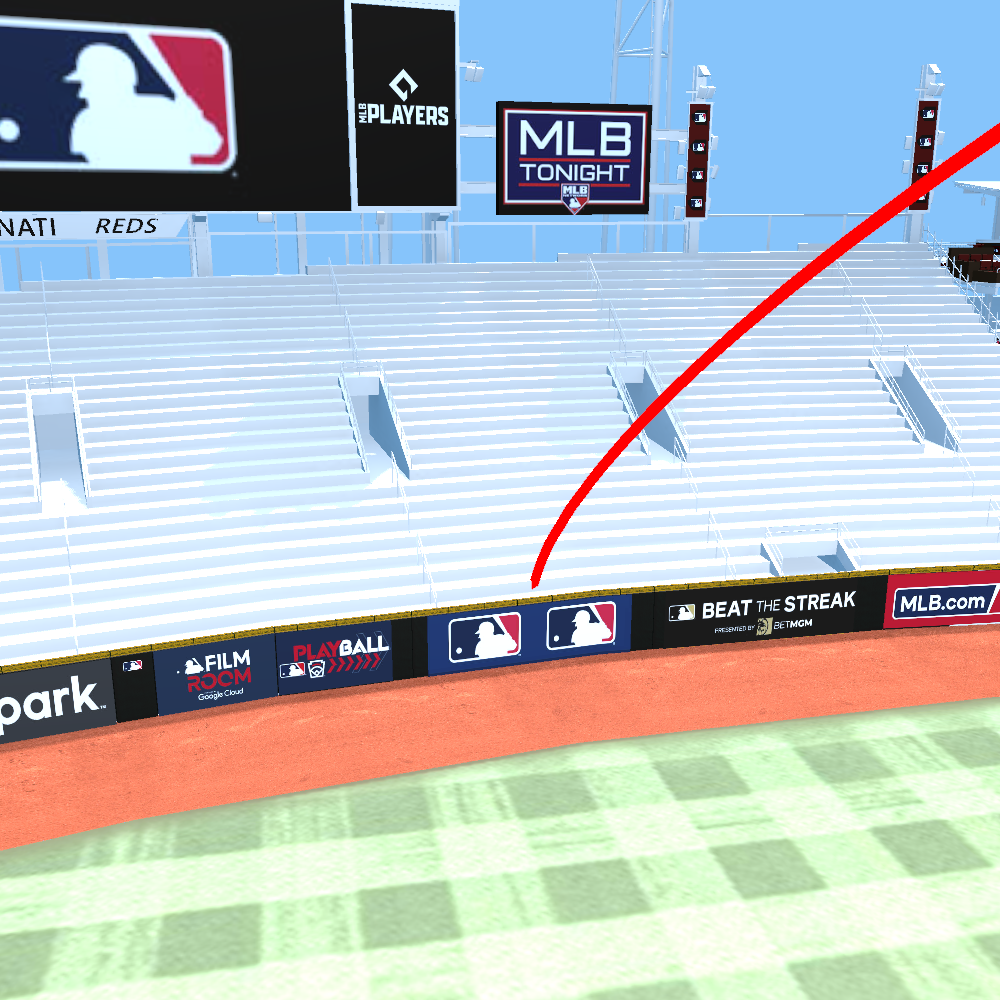 MLB
PLAYERS
MLB
TONIGHT
MLB
NATI REDS
park
FILM
ROOM
Google Cloud
PLAYBALL
BEAT THE STREAK
PRESENTED BY BETMGM
MLB.com